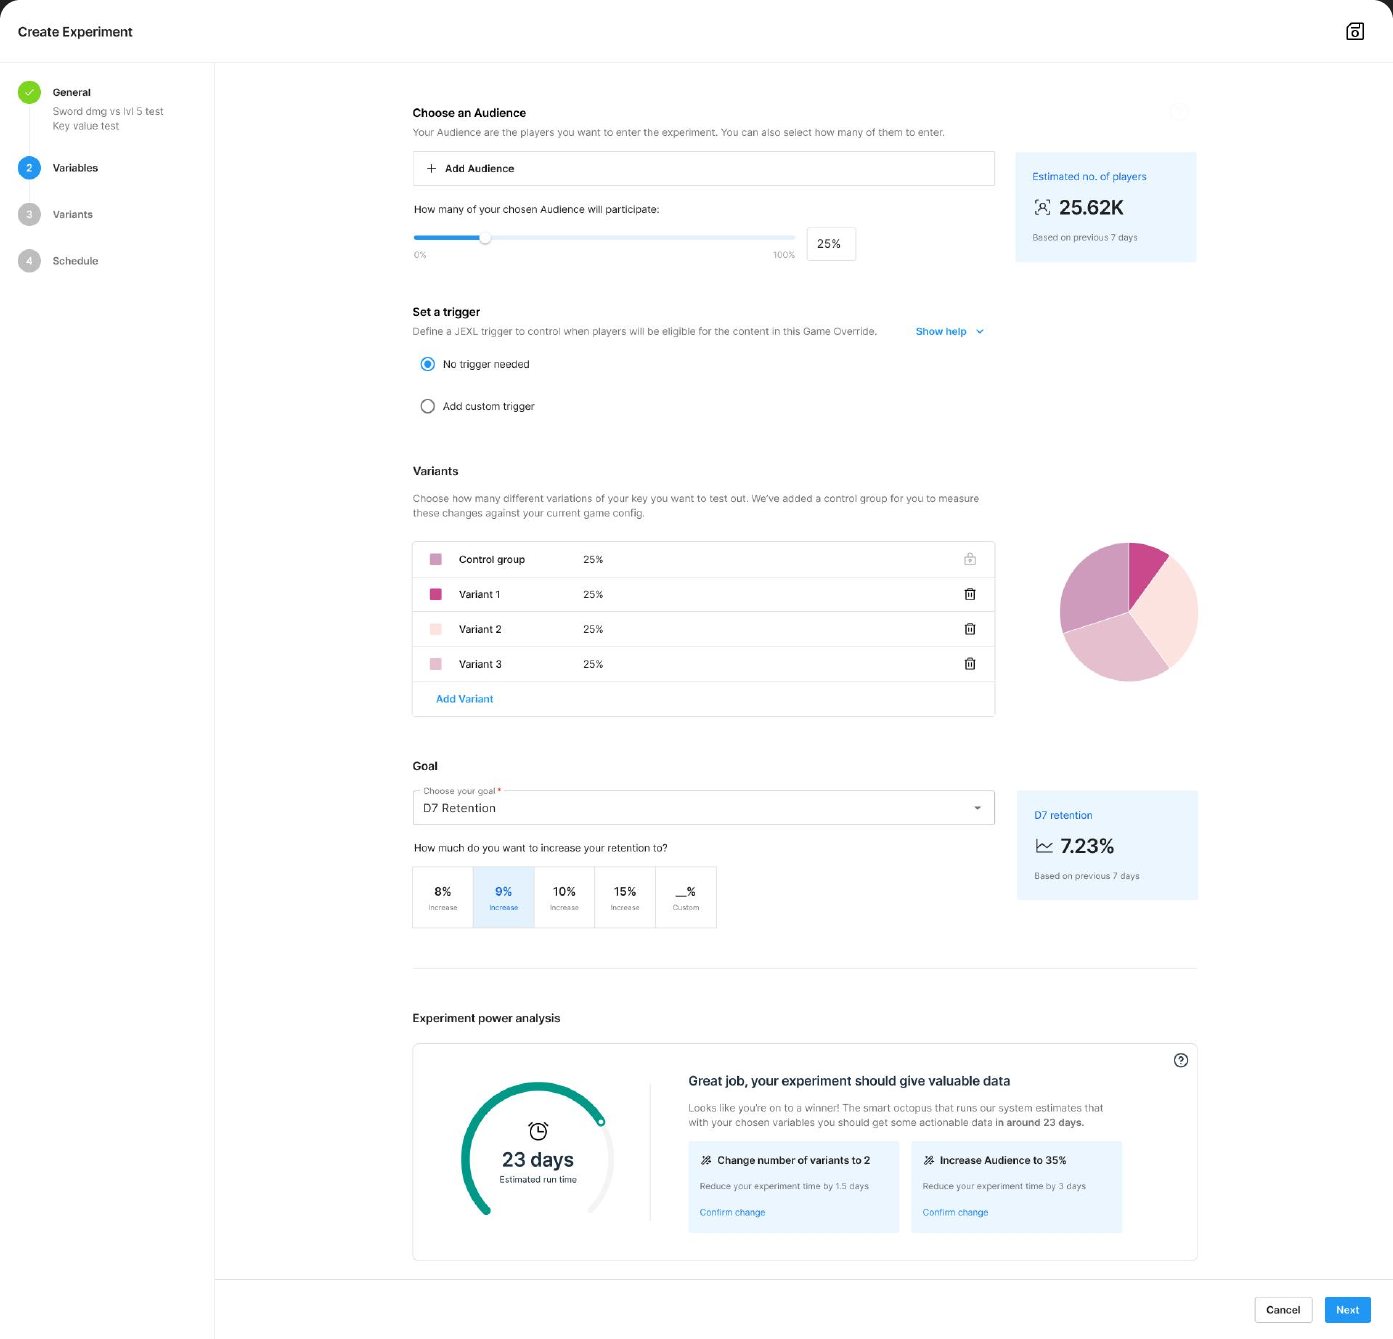 Create Experiment
General
Sword dmg vs lvl 5 test
Key value test
2
Variables
3
Variants
4
Schedule
Choose an Audience
Your Audience are the players you want to enter the experiment. You can also select how many of them to enter.
Add Audience
How many of your chosen Audience will participate:
0%
100%
25%
Estimated no. of players
25.62K
Based on previous 7 days
Set a trigger
Define a JEXL trigger to control when players will be eligible for the content in this Game Override.
Show help
No trigger needed
Add custom trigger
Variants
Choose how many different variations of your key you want to test out. We've added a control group for you to measure
these changes against your current game config.
Control group 25%
Variant 1 25%
Variant 2 25%
Variant 3 25%
Add Variant
Goal
Choose your goal *
D7 Retention
How much do you want to increase your retention to?
8%
Increase
9%
Increase
10%
Increase
15%
Increase
__%
Custom
D7 retention
7.23%
Based on previous 7 days
Experiment power analysis
23 days
Estimated run time
Great job, your experiment should give valuable data
Looks like you're on to a winner! The smart octopus that runs our system estimates that
with your chosen variables you should get some actionable data in around 23 days.
Change number of variants to 2
Reduce your experiment time by 1.5 days
Confirm change
Increase Audience to 35%
Reduce your experiment time by 3 days
Confirm change
Cancel
Next